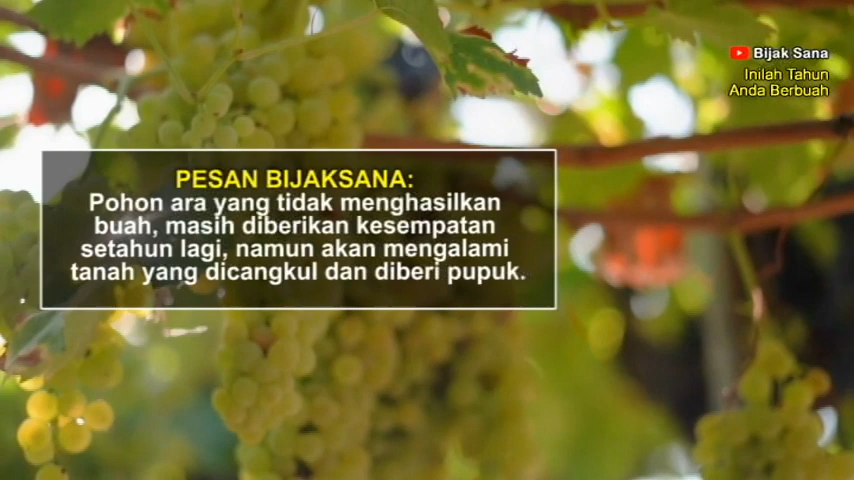 Bijak Sana
Inilah Tahun
Anda Berbuah
PESAN BIJAKSANA:
Pohon ara yang tidak menghasilkan
buah, masih diberikan kesempatan
setahun lagi, namun akan mengalami
tanah yang dicangkul dan diberi pupuk.